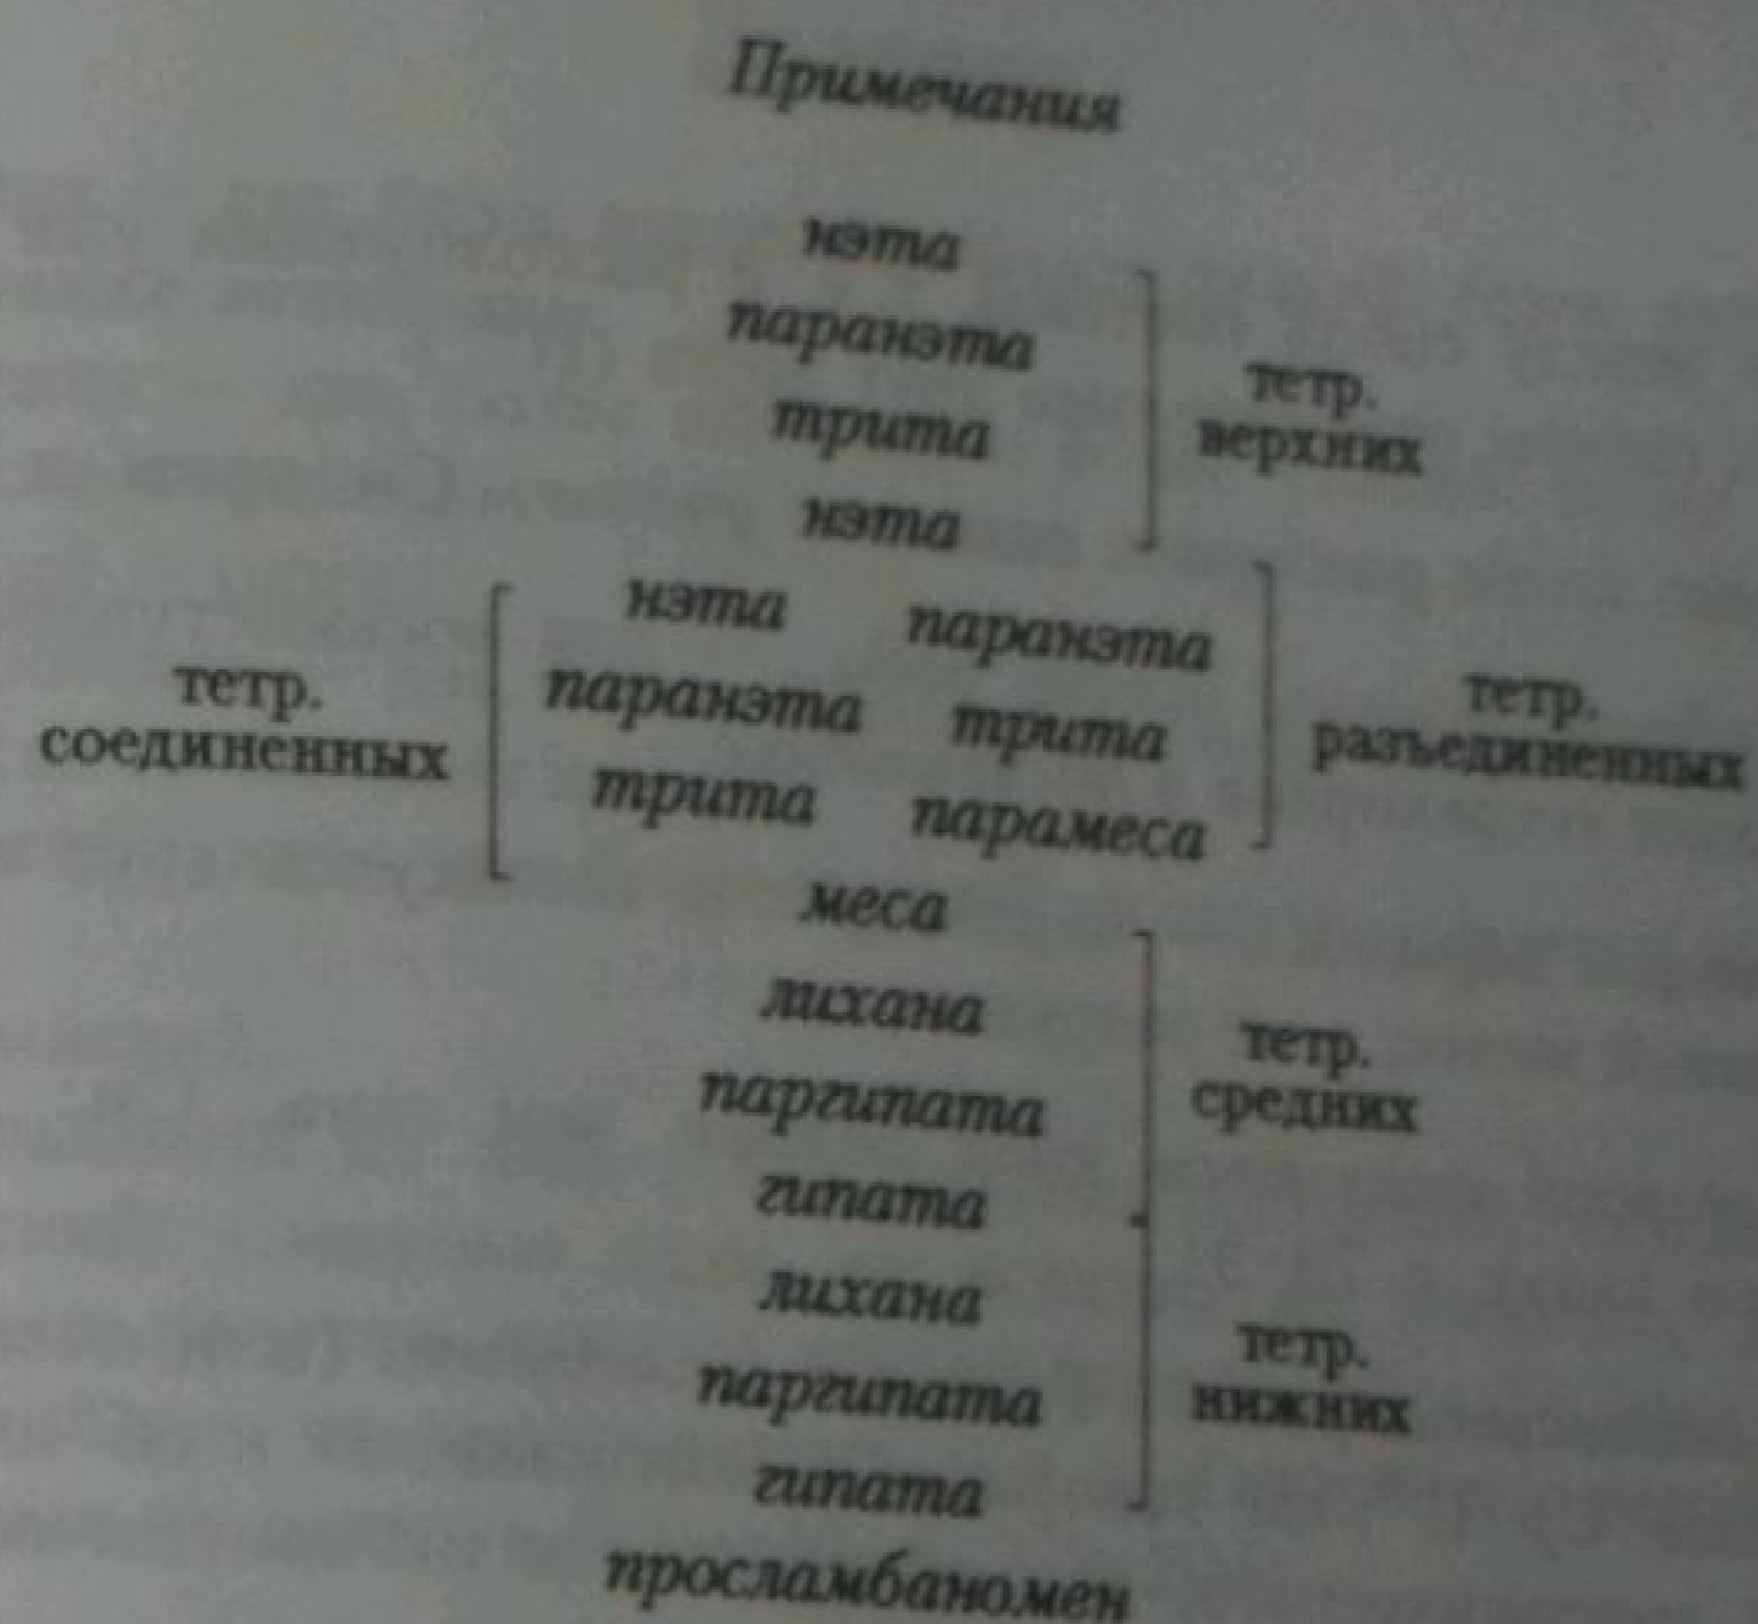 Примечания
нэта
паранэта
трита
нэта
тетр.
верхних
нэта паранэта
паранэта трита
трита парамеса
тетр.
соединенных
тетр.
разъединенных
меса
лихана
паргипата
гипата
тетр.
средних
лихана
паргипата
гипата
тетр.
нижних
просламбаномен